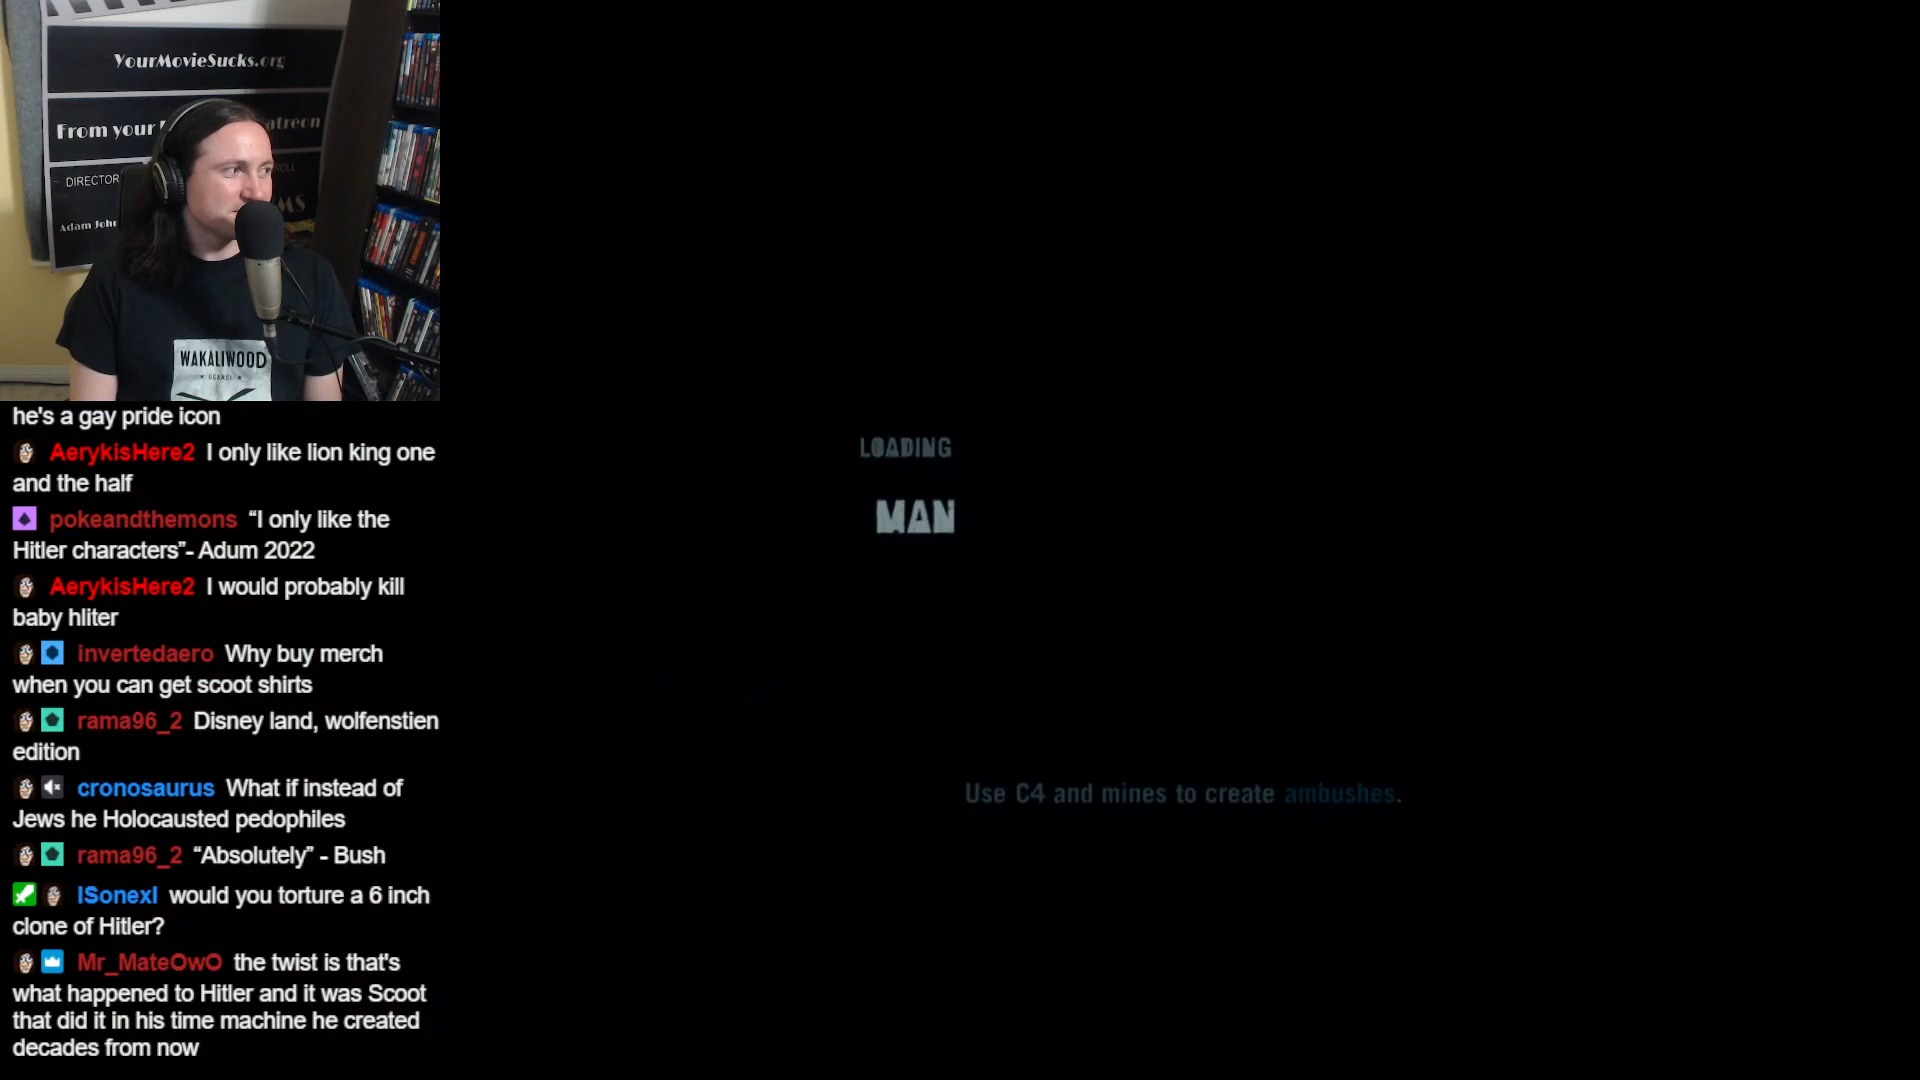 YourMovieSucks.org
From your
atreon
DIRECTOR
ROLL
MS
Adam John
WAKALIWOOD
he's a gay pride icon
AerykisHere2 I only like lion king one
and the half
pokeandthemons “I only like the
Hitler characters”- Adum 2022
AerykisHere2 I would probably kill
baby hliter
invertedaero Why buy merch
when you can get scoot shirts
rama96_2 Disney land, wolfenstien
edition
cronosaurus What if instead of
Jews he Holocausted pedophiles
rama96_2 “Absolutely” - Bush
ISonexI would you torture a 6 inch
clone of Hitler?
Mr_MateOwO the twist is that's
what happened to Hitler and it was Scoot
that did it in his time machine he created
decades from now
LOADING
MAN
Use C4 and mines to create ambushes.